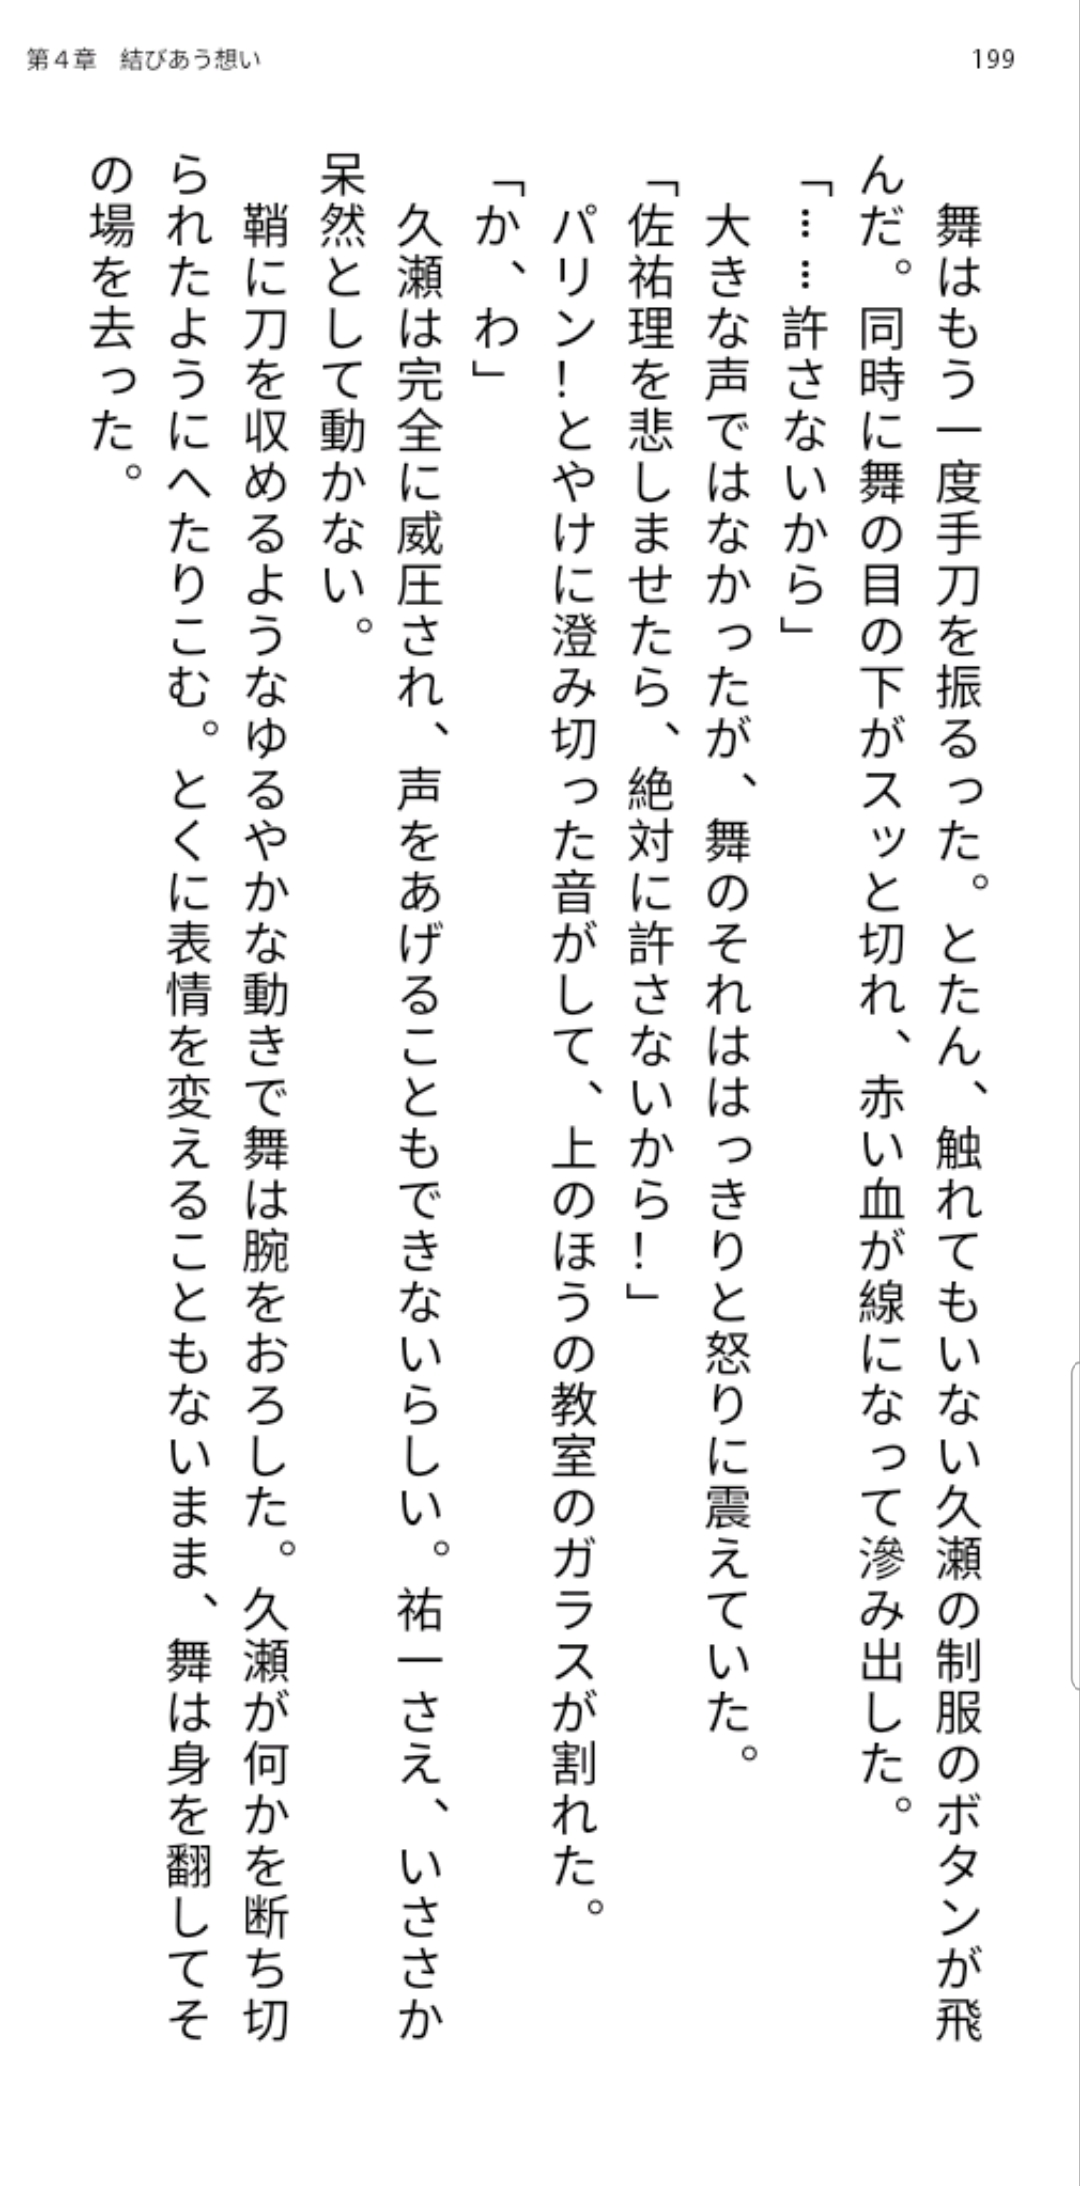 第４章　結びあう想い
199
　舞はもう一度手刀を振るった。とたん、触れてもいない久瀬の制服のボタンが飛
んだ。同時に舞の目の下がスッと切れ、赤い血が線になって滲み出した。
「……許さないから」
　大きな声ではなかったが、舞のそれははっきりと怒りに震えていた。
「佐祐理を悲しませたら、絶対に許さないから！」
　パリン！とやけに澄み切った音がして、上のほうの教室のガラスが割れた。
「か、わ」
　久瀬は完全に威圧され、声をあげることもできないらしい。祐一さえ、いささか
呆然として動かない。
　鞘に刀を収めるようなゆるやかな動きで舞は腕をおろした。久瀬が何かを断ち切
られたようにへたりこむ。とくに表情を変えることもないまま、舞は身を翻してそ
の場を去った。